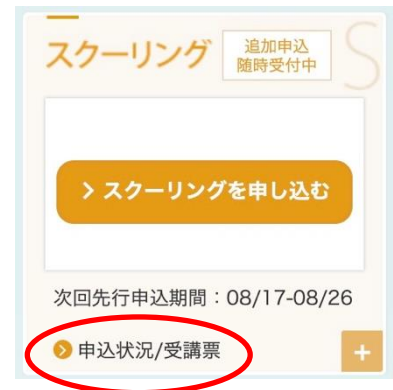 スクーリング
追加申込
随時受付中
S
> スクーリングを申し込む
次回先行申込期間：08/17-08/26
申込状況/受講票
+